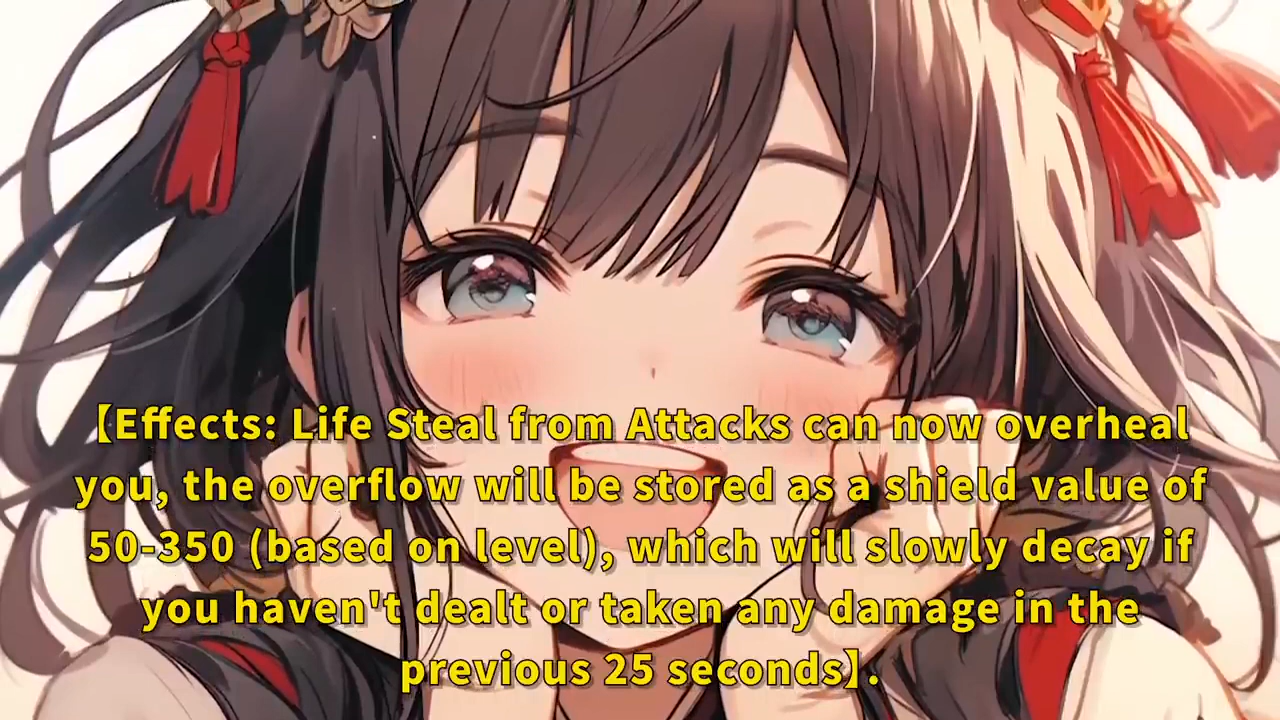 【Effects: Life Steal from Attacks can now overheal
you, the overflow will be stored as a shield value of
50-350 (based on level), which will slowly decay if
you haven't dealt or taken any damage in the
previous 25 seconds】.